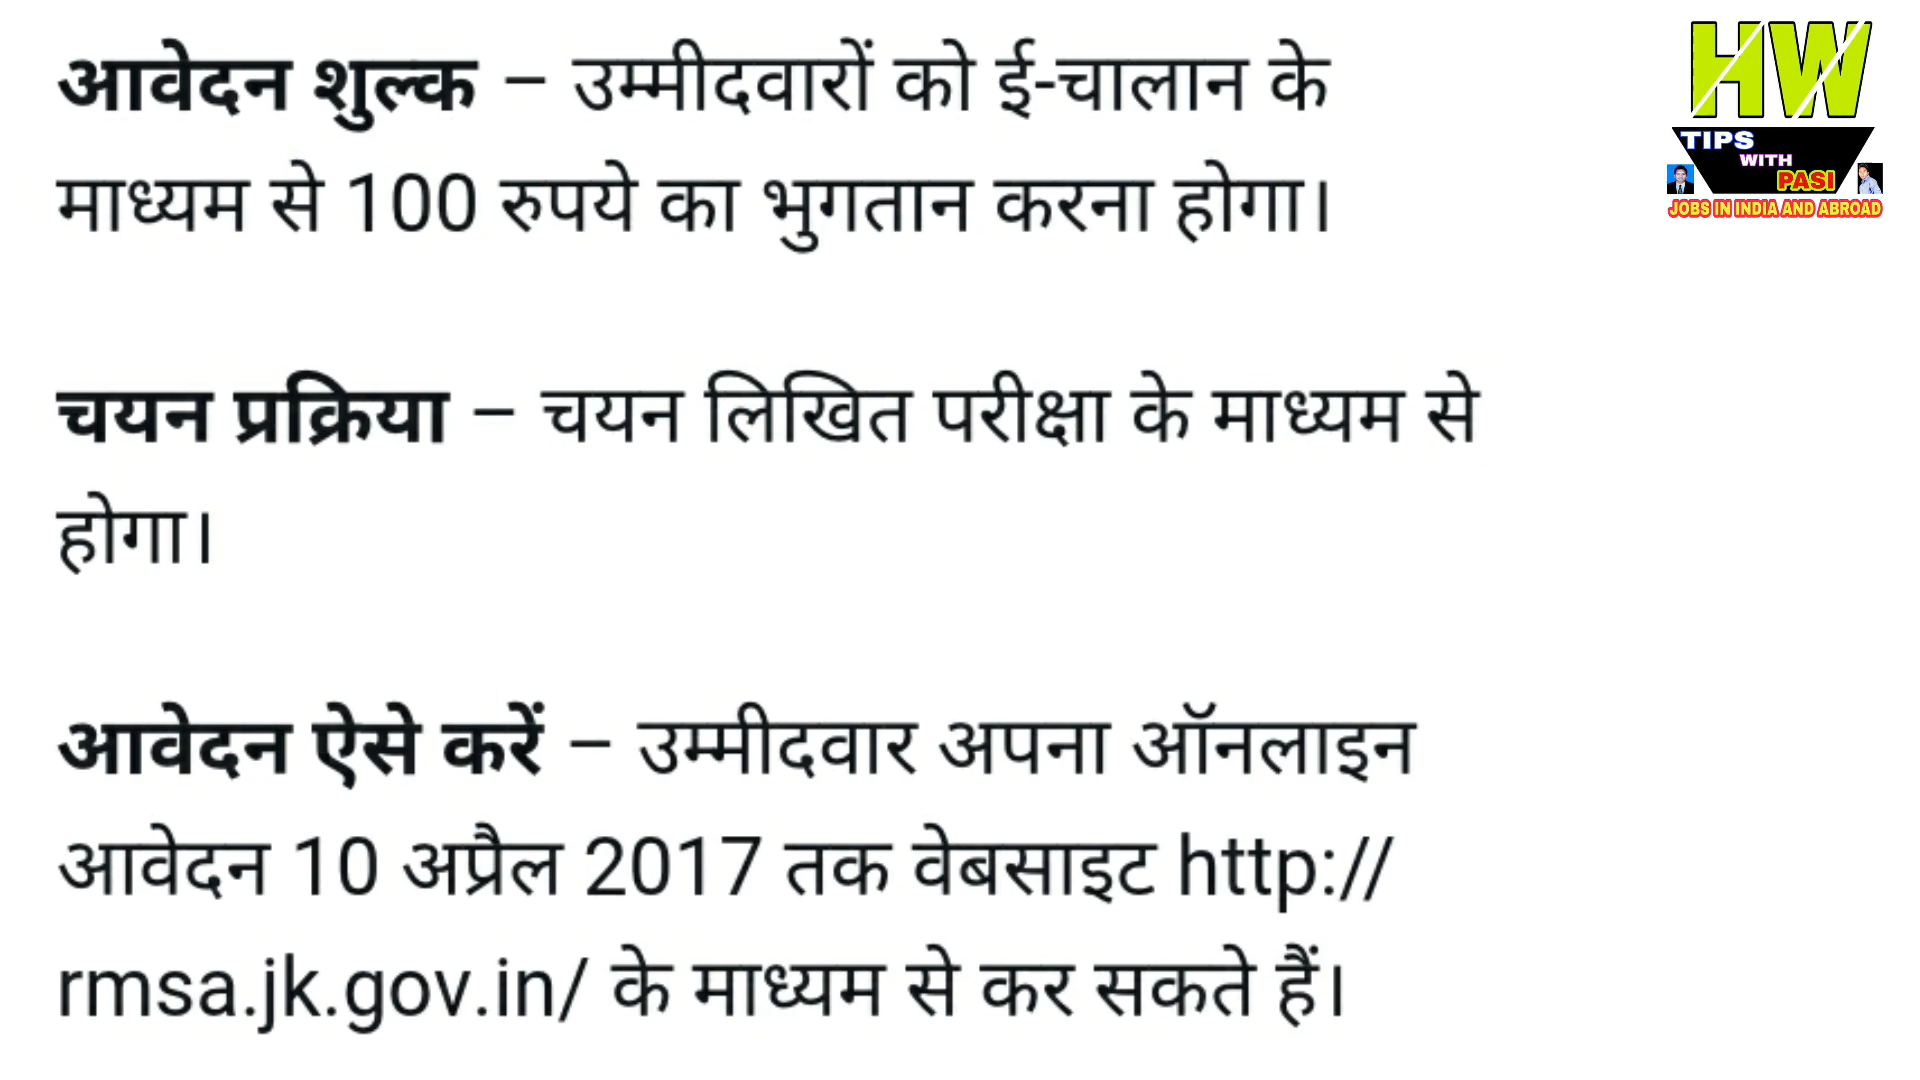 आवेदन शुल्क – उम्मीदवारों को ई-चालान के
माध्यम से 100 रुपये का भुगतान करना होगा।
चयन प्रक्रिया – चयन लिखित परीक्षा के माध्यम से
होगा।
आवेदन ऐसे करें – उम्मीदवार अपना ऑनलाइन
आवेदन 10 अप्रैल 2017 तक वेबसाइट http://
rmsa.jk.gov.in/ के माध्यम से कर सकते हैं।
HW
TIPS
WITH
PASI
JOBS IN INDIA AND ABROAD